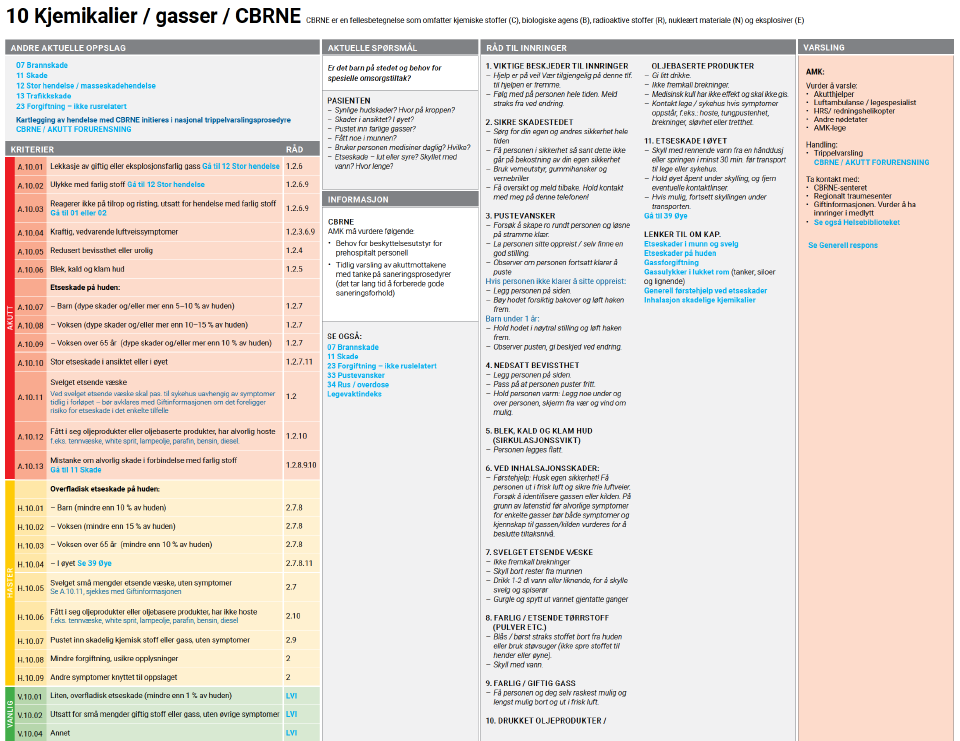 10 Kjemikalier / gasser / CBRNE CBRNE er en fellesbetegnelse som omfatter kjemiske stoffer (C), biologiske agens (B), radioaktive stoffer (R), nukleært materiale (N) og eksplosiver (E)
ANDRE AKTUELLE OPPSLAG
07 Brannskade
11 Skade
12 Stor hendelse / masseskadehendelse
13 Trafikkskade
23 Forgiftning – ikke rusrelatert
Kartlegging av hendelse med CBRNE initieres i nasjonal trippelvarslingsprosedyre
CBRNE / AKUTT FORURENSNING
KRITERIER RÅD
AKUTT
A.10.01 Lekkasje av giftig eller eksplosjonsfarlig gass Gå til 12 Stor hendelse 1.2.6
A.10.02 Ulykke med farlig stoff Gå til 12 Stor hendelse 1.2.6.9
A.10.03 Reagerer ikke på tilrop og risting, utsatt for hendelse med farlig stoff 1.2.6.9
Gå til 01 eller 02
A.10.04 Kraftig, vedvarende luftveissymptomer 1.2.3.6.9
A.10.05 Redusert bevissthet eller urolig 1.2.4
A.10.06 Blek, kald og klam hud 1.2.5
Etseskade på huden:
A.10.07 – Barn (dype skader og/eller mer enn 5–10 % av huden) 1.2.7
A.10.08 – Voksen (dype skader og/eller mer enn 10–15 % av huden) 1.2.7
A.10.09 – Voksen over 65 år (dype skader og/eller mer enn 10 % av huden) 1.2.7
A.10.10 Stor etseskade i ansiktet eller i øyet 1.2.7.11
A.10.11 Svelget etsende væske 1.2
Ved svelget etsende væske skal pas. til sykehus uavhengig av symptomer
tidlig i forløpet – bør avklares med Giftinformasjonen om det foreligger
risiko for etseskade i det enkelte tilfelle
A.10.12 Fått i seg oljeprodukter eller oljebaserte produkter, har alvorlig hoste 1.2.10
f.eks. tennvæske, white sprit, lampeolje, parafin, bensin, diesel.
A.10.13 Mistanke om alvorlig skade i forbindelse med farlig stoff 1.2.8.9.10
Gå til 11 Skade
HASTER
Overfladisk etseskade på huden:
H.10.01 – Barn (mindre enn 10 % av huden) 2.7.8
H.10.02 – Voksen (mindre enn 15 % av huden) 2.7.8
H.10.03 – Voksen over 65 år (mindre enn 10 % av huden) 2.7.8
H.10.04 – I øyet Se 39 Øye 2.7.8.11
H.10.05 Svelget små mengder etsende væske, uten symptomer 2.7
Se A.10.11, sjekkes med Giftinformasjonen
H.10.06 Fått i seg oljeprodukter eller oljebasere produkter, har ikke hoste 2.10
f.eks. tennvæske, white sprit, lampeolje, parafin, bensin, diesel
H.10.07 Pustet inn skadelig kjemisk stoff eller gass, uten symptomer 2.9
H.10.08 Mindre forgiftning, usikre opplysninger 2
H.10.09 Andre symptomer knyttet til oppslaget 2
VANLIG
V.10.01 Liten, overfladisk etseskade (mindre enn 1 % av huden) LVI
V.10.02 Utsatt for små mengder giftig stoff eller gass, uten øvrige symptomer LVI
V.10.04 Annet LVI
AKTUELLE SPØRSMÅL
Er det barn på stedet og behov for
spesielle omsorgstiltak?
PASIENTEN
– Synlige hudskader? Hvor på kroppen?
– Skader i ansiktet? I øyet?
– Pustet inn farlige gasser?
– Fått noe i munnen?
– Bruker personen medisiner daglig? Hvilke?
– Etseskade – lut eller syre? Skyllet med
vann? Hvor lenge?
INFORMASJON
CBRNE
AMK må vurdere følgende:
• Behov for beskyttelsesutstyr for
prehospitalt personell
• Tidlig varsling av akuttmottakene
med tanke på saneringsprosedyrer
(det tar lang tid å forberede gode
saneringsforhold)
SE OGSÅ:
07 Brannskade
11 Skade
23 Forgiftning – ikke ruslelatert
33 Pustevansker
34 Rus / overdose
Legevaktindeks
RÅD TIL INNRINGER
1. VIKTIGE BESKJEDER TIL INNRINGER
– Hjelp er på vei! Vær tilgjengelig på denne tlf.
til hjelpen er fremme.
– Følg med på personen hele tiden. Meld
straks fra ved endring.
2. SIKRE SKADESTEDET
– Sørg for din egen og andres sikkerhet hele
tiden
– Få personen i sikkerhet så sant dette ikke
går på bekostning av din egen sikkerhet
– Bruk verneutstyr, gummihansker og
vernebriller
– Få oversikt og meld tilbake. Hold kontakt
med meg på denne telefonen!
3. PUSTEVANSKER
– Forsøk å skape ro rundt personen og løsne
på stramme klær.
– La personen sitte oppreist / selv finne en
god stilling.
– Observer om personen fortsatt klarer å
puste
Hvis personen ikke klarer å sitte oppreist:
– Legg personen på siden.
– Bøy hodet forsiktig bakover og løft haken
frem.
Barn under 1 år:
– Hold hodet i nøytral stilling og løft haken
frem.
– Observer pusten, gi beskjed ved endring.
4. NEDSATT BEVISSTHET
– Legg personen på siden.
– Pass på at personen puster fritt.
– Hold personen varm: Legg noe under og
over personen, skjerm fra vær og vind om
mulig.
5. BLEK, KALD OG KLAM HUD
(SIRKULASJONSSVIKT)
– Personen legges flatt.
6. VED INHALSJONSSKADER:
– Førstehjelp: Husk egen sikkerhet! Få
personen ut i frisk luft og sikre frie luftveier.
Forsøk å identifisere gassen eller kilden. På
grunn av latenstid før alvorlige symptomer
for enkelte gasser bør både symptomer og
kjennskap til gassen/kilden vurderes for å
beslutte tiltaksnivå.
7. SVELGET ETSENDE VÆSKE
– Ikke fremkall brekninger
– Skyll bort rester fra munnen
– Drikk 1-2 dl vann eller liknende, for å skylle
svelg og spiserør
– Gurgle og spytt ut vannet gjentatte ganger
8. FARLIG / ETSENDE TØRRSTOFF
(PULVER ETC.)
– Blås / børst straks stoffet bort fra huden
eller bruk støvsuger (ikke spre stoffet til
hender eller øyne).
– Skyll med vann.
9. FARLIG / GIFTIG GASS
– Få personen og deg selv raskest mulig og
lengst mulig bort og ut i frisk luft.
10. DRUKKET OLJEPRODUKTER /
OLJEBASERTE PRODUKTER
– Gi litt drikke.
– Ikke fremkall brekninger.
– Medisinsk kull har ikke effekt og skal ikke gis.
– Kontakt lege / sykehus hvis symptomer
oppstår, f.eks.: hoste, tungpustethet,
brekninger, sløvhet eller tretthet.
11. ETSESKADE I ØYET
– Skyll med rennende vann fra en hånddusj
eller springen i minst 30 min. før transport
til lege eller sykehus.
– Hold øyet åpent under skylling, og fjern
eventuelle kontaktlinser.
– Hvis mulig, fortsett skyllingen under
transporten.
Gå til 39 Øye
LENKER TIL OM KAP.
Etseskader i munn og svelg
Etseskader på huden
Gassforgiftning
Gassulykker i lukket rom (tanker, siloer
og lignende)
Generell førstehjelp ved etseskader
Inhalasjon skadelige kjemikalier
VARSLING
AMK:
Vurder å varsle:
• Akutthjelper
• Luftambulanse / legespesialist
• HRS/ redningshelikopter
• Andre nødetater
• AMK-lege
Handling:
• Trippelvarsling
CBRNE / AKUTT FORURENSNING
Ta kontakt med:
• CBRNE-senteret
• Regionalt traumesenter
• Giftinformasjonen. Vurder å ha
innringer i medlytt
• Se også Helsebiblioteket
Se Generell respons